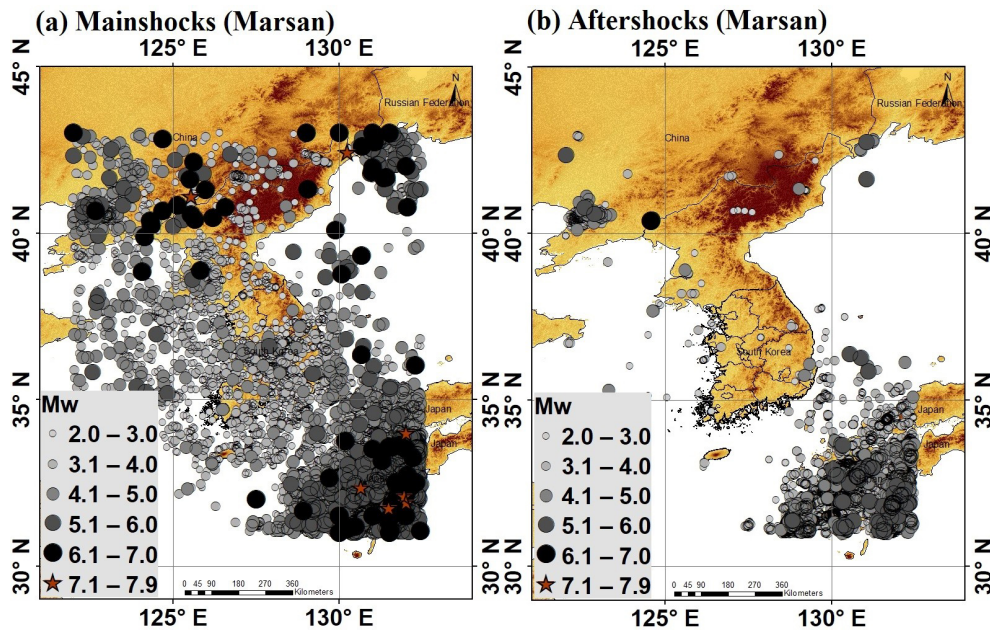 (a) Mainshocks (Marsan)
125° E
130° E
45° N
40° N
35° N
30° N
N
Russian Federation
China
South Korea
Japan
Japan
Mw
2.0 – 3.0
3.1 – 4.0
4.1 – 5.0
5.1 – 6.0
6.1 – 7.0
7.1 – 7.9
0 45 90 180 270 360
Kilometers
125° E
130° E
(b) Aftershocks (Marsan)
125° E
130° E
45° N
40° N
35° N
30° N
N
Russian Federation
China
South Korea
Japan
Japan
Mw
2.0 – 3.0
3.1 – 4.0
4.1 – 5.0
5.1 – 6.0
6.1 – 7.0
7.1 – 7.9
0 45 90 180 270 360
Kilometers
125° E
130° E